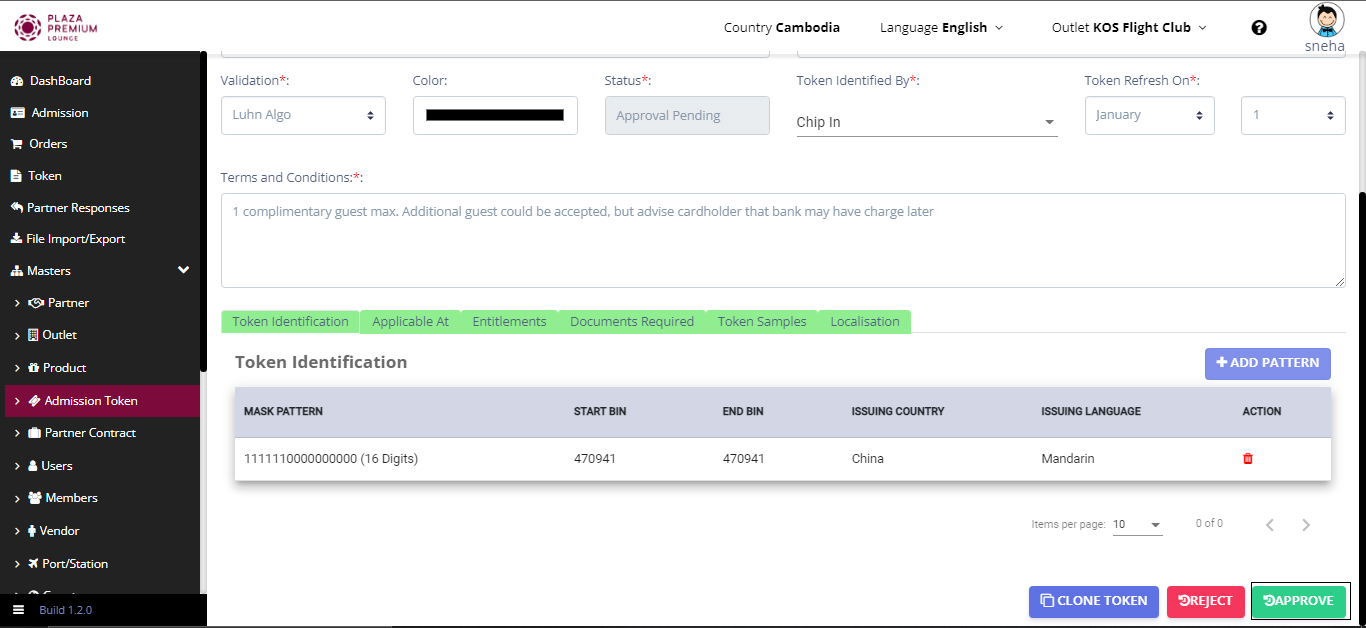 PLAZA
PREMIUM
LOUNGE
Country Cambodia
Language English
Outlet KOS Flight Club
sneha
DashBoard
Admission
Orders
Token
Partner Responses
File Import/Export
Masters
Partner
Outlet
Product
Admission Token
Partner Contract
Users
Members
Vendor
Port/Station
Build 1.2.0
Validation*:
Color:
Status*:
Token Identified By*:
Token Refresh On*:
Luhn Algo
Approval Pending
Chip In
January
1
Terms and Conditions:*:
1 complimentary guest max. Additional guest could be accepted, but advise cardholder that bank may have charge later
Token Identification
Applicable At
Entitlements
Documents Required
Token Samples
Localisation
Token Identification
ADD PATTERN
MASK PATTERN START BIN END BIN ISSUING COUNTRY ISSUING LANGUAGE ACTION
1111110000000000 (16 Digits) 470941 470941 China Mandarin
Items per page: 10 0 of 0
CLONE TOKEN
REJECT
APPROVE